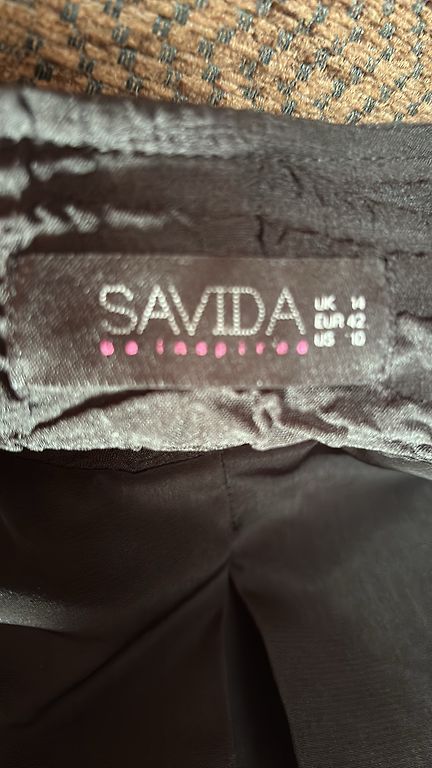 SAVIDA
be inspired
UK 14
EUR 42
US 10